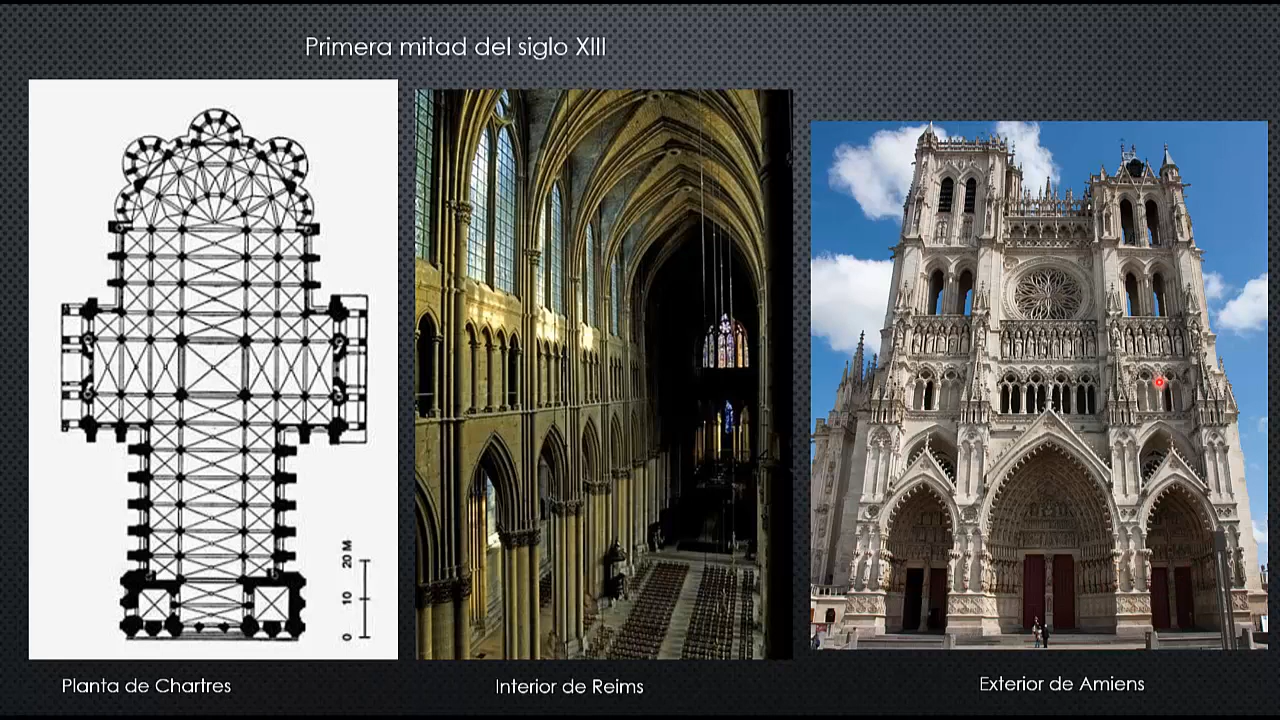 Primera mitad del siglo XIII
20 M
10
0
Planta de Chartres
Interior de Reims
Exterior de Amiens